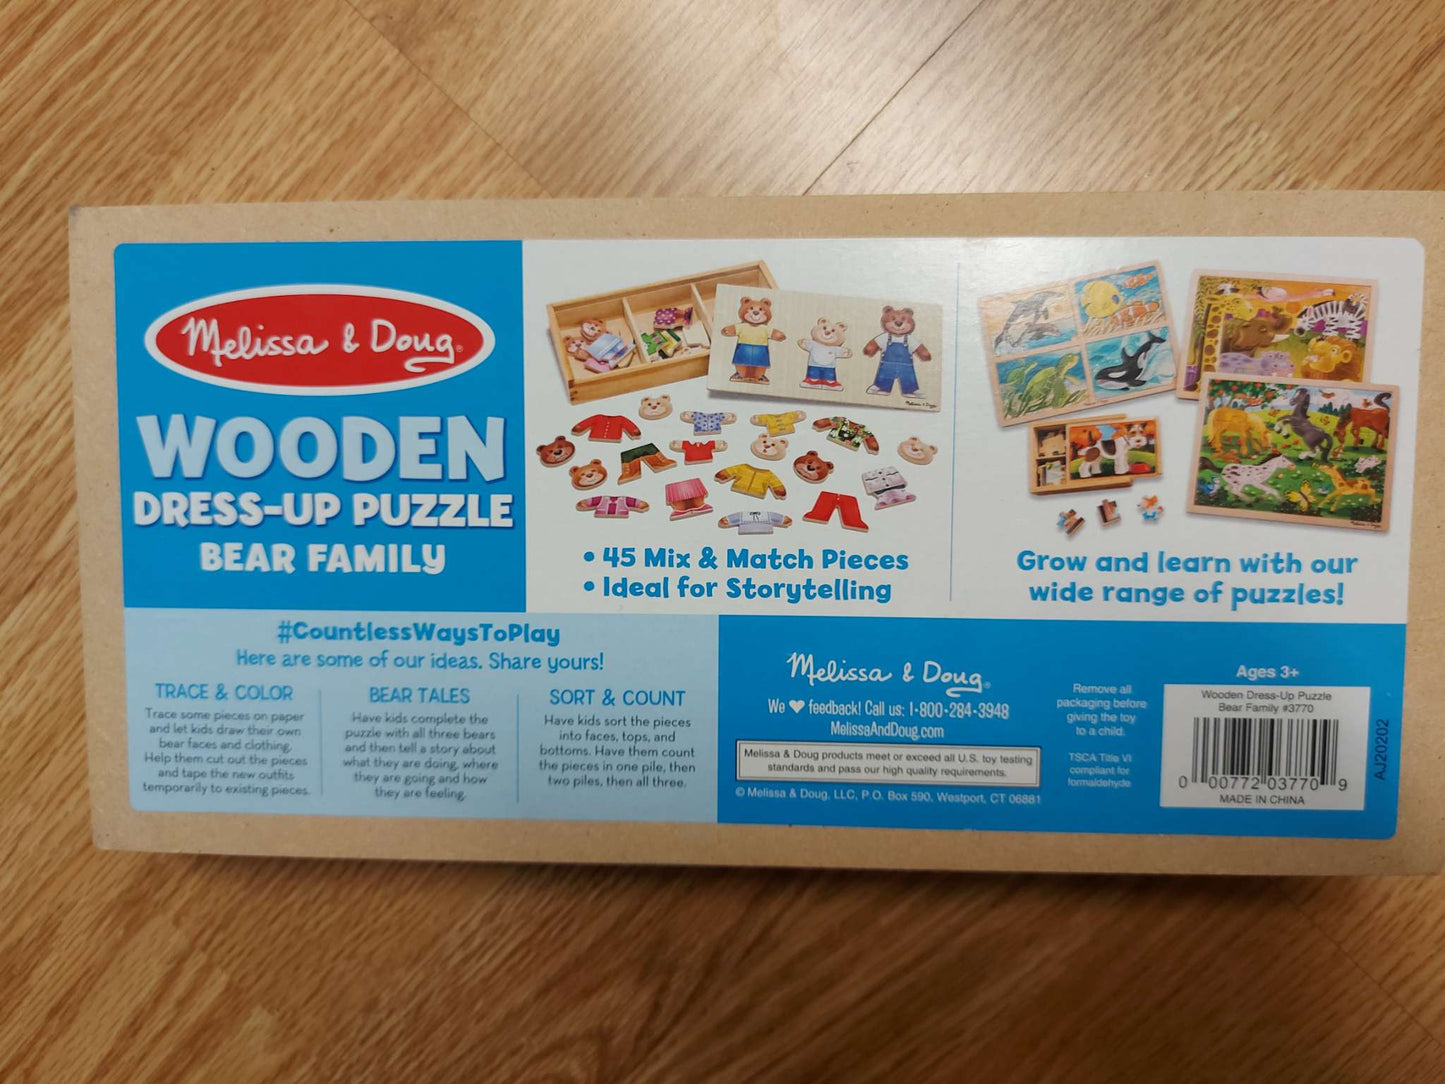 Melissa & Doug®
WOODEN
DRESS-UP PUZZLE
BEAR FAMILY
• 45 Mix & Match Pieces
• Ideal for Storytelling
Grow and learn with our
wide range of puzzles!
#CountlessWaysToPlay
Here are some of our ideas. Share yours!
TRACE & COLOR
Trace some pieces on paper
and let kids draw their own
bear faces and clothing.
Help them cut out the pieces
and tape the new outfits
temporarily to existing pieces.
BEAR TALES
Have kids complete the
puzzle with all three bears
and then tell a story about
what they are doing, where
they are going and how
they are feeling.
SORT & COUNT
Have kids sort the pieces
into faces, tops, and
bottoms. Have them count
the pieces in one pile, then
two piles, then all three.
Melissa & Doug®
We ♥ feedback! Call us: 1-800-284-3948
MelissaAndDoug.com
Melissa & Doug products meet or exceed all U.S. toy testing
standards and pass our high quality requirements.
© Melissa & Doug, LLC, P.O. Box 590, Westport, CT 06881
Remove all
packaging before
giving the toy
to a child.
TSCA Title VI
compliant for
formaldehyde
Ages 3+
Wooden Dress-Up Puzzle
Bear Family #3770
0 00772 03770 9
MADE IN CHINA
AJ20202